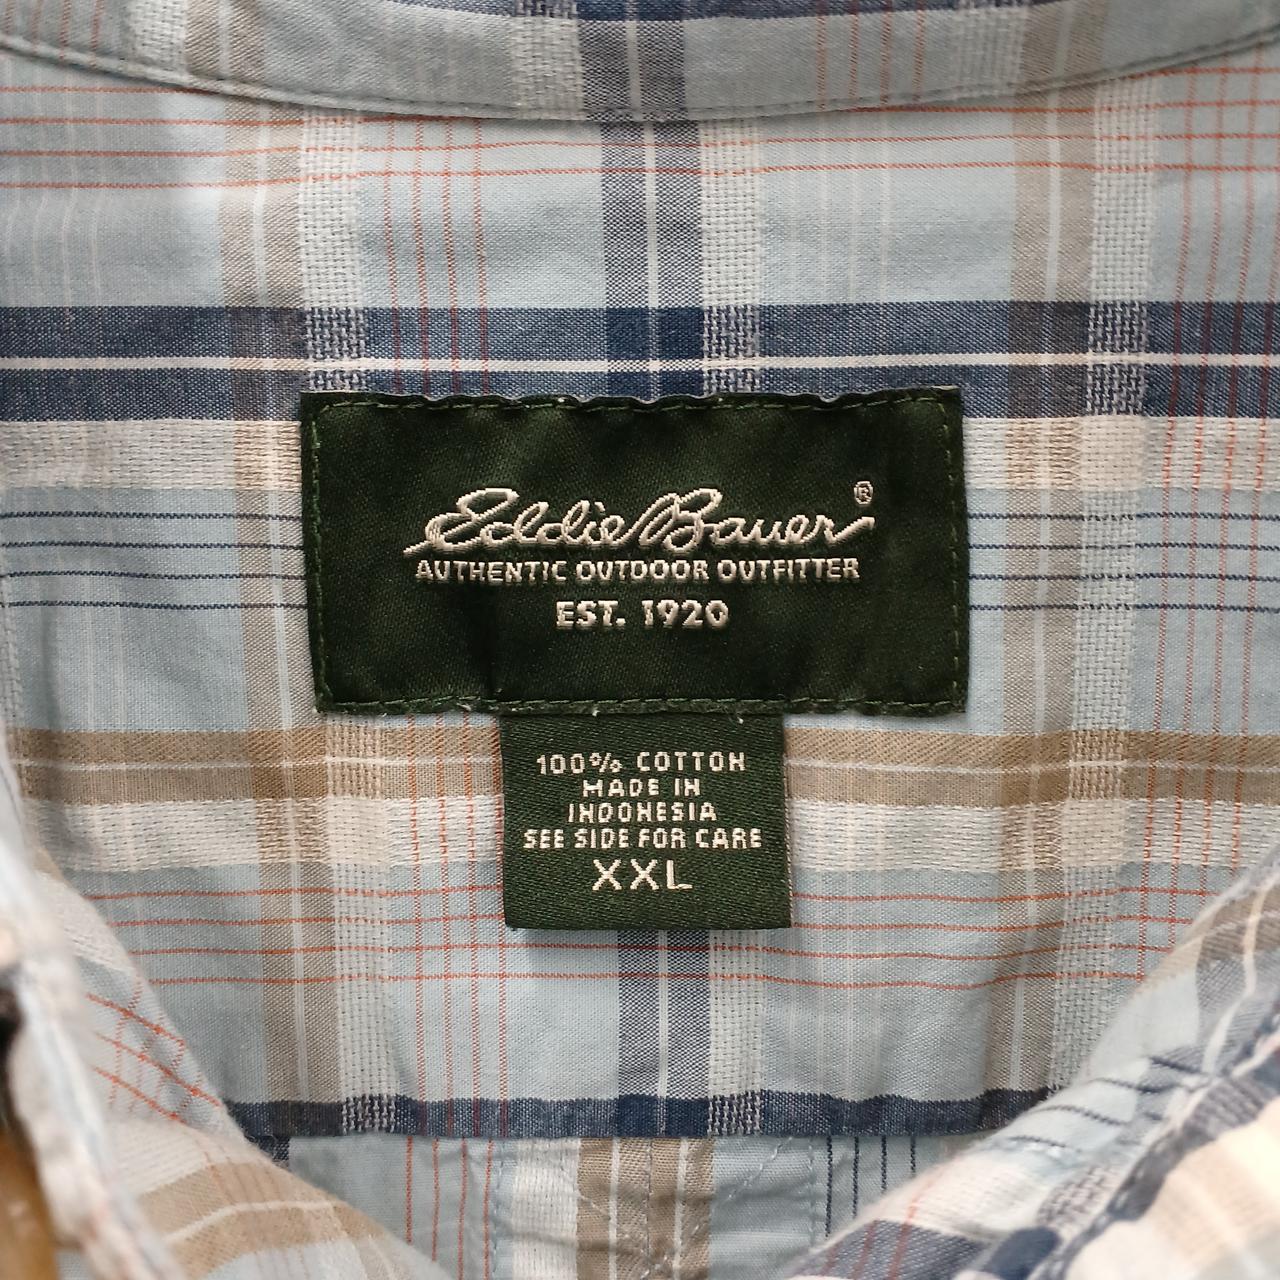 Eddie Bauer®
AUTHENTIC OUTDOOR OUTFITTER
EST. 1920
100% COTTON
MADE IN
INDONESIA
SEE SIDE FOR CARE
XXL